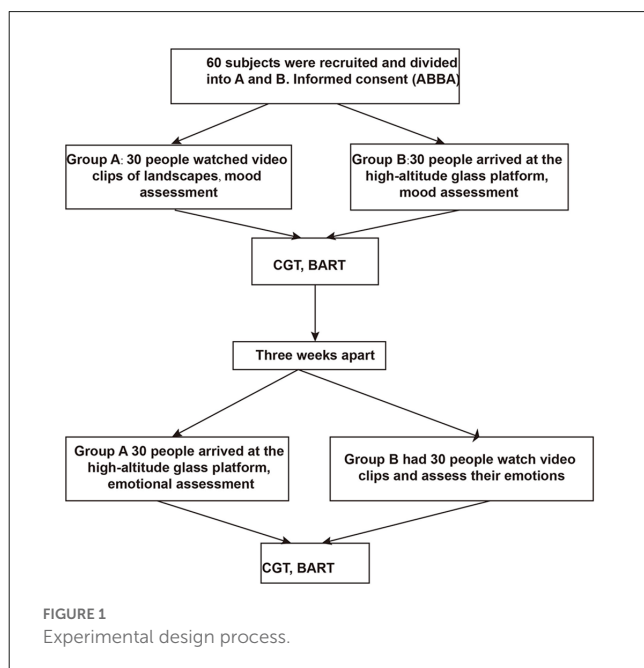 60 subjects were recruited and divided
into A and B. Informed consent (ABBA)
Group A: 30 people watched video
clips of landscapes, mood
assessment
Group B:30 people arrived at the
high-altitude glass platform,
mood assessment
CGT, BART
Three weeks apart
Group A 30 people arrived at the
high-altitude glass platform,
emotional assessment
Group B had 30 people watch video
clips and assess their emotions
CGT, BART
FIGURE 1
Experimental design process.